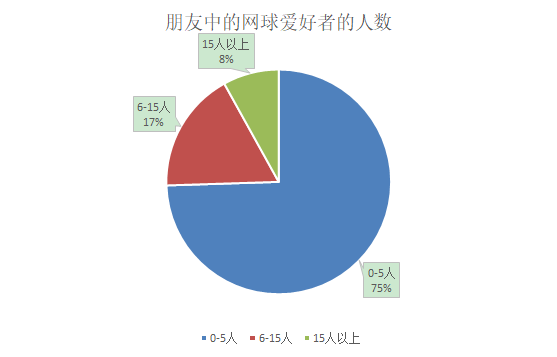 朋友中的网球爱好者的人数
15人以上
8%
6-15人
17%
0-5人
75%
0-5人 6-15人 15人以上